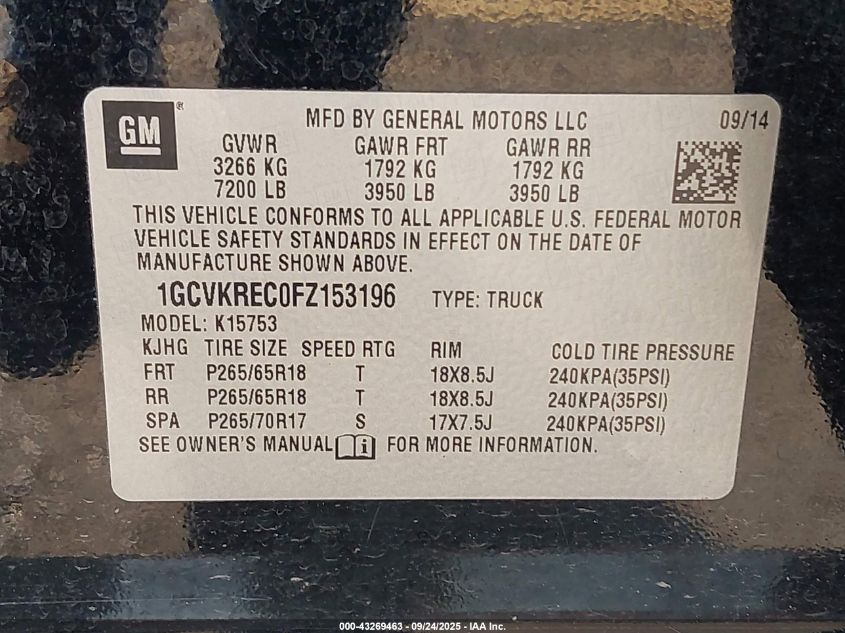 GM ® MFD BY GENERAL MOTORS LLC 09/14
GVWR GAWR FRT GAWR RR
3266 KG 1792 KG 1792 KG
7200 LB 3950 LB 3950 LB
THIS VEHICLE CONFORMS TO ALL APPLICABLE U.S. FEDERAL MOTOR
VEHICLE SAFETY STANDARDS IN EFFECT ON THE DATE OF
MANUFACTURE SHOWN ABOVE.
1GCVKREC0FZ153196 TYPE: TRUCK
MODEL: K15753
KJHG TIRE SIZE SPEED RTG RIM COLD TIRE PRESSURE
FRT P265/65R18 T 18X8.5J 240KPA(35PSI)
RR P265/65R18 T 18X8.5J 240KPA(35PSI)
SPA P265/70R17 S 17X7.5J 240KPA(35PSI)
SEE OWNER'S MANUAL i FOR MORE INFORMATION.
000-43269463 - 09/24/2025 - IAA Inc.